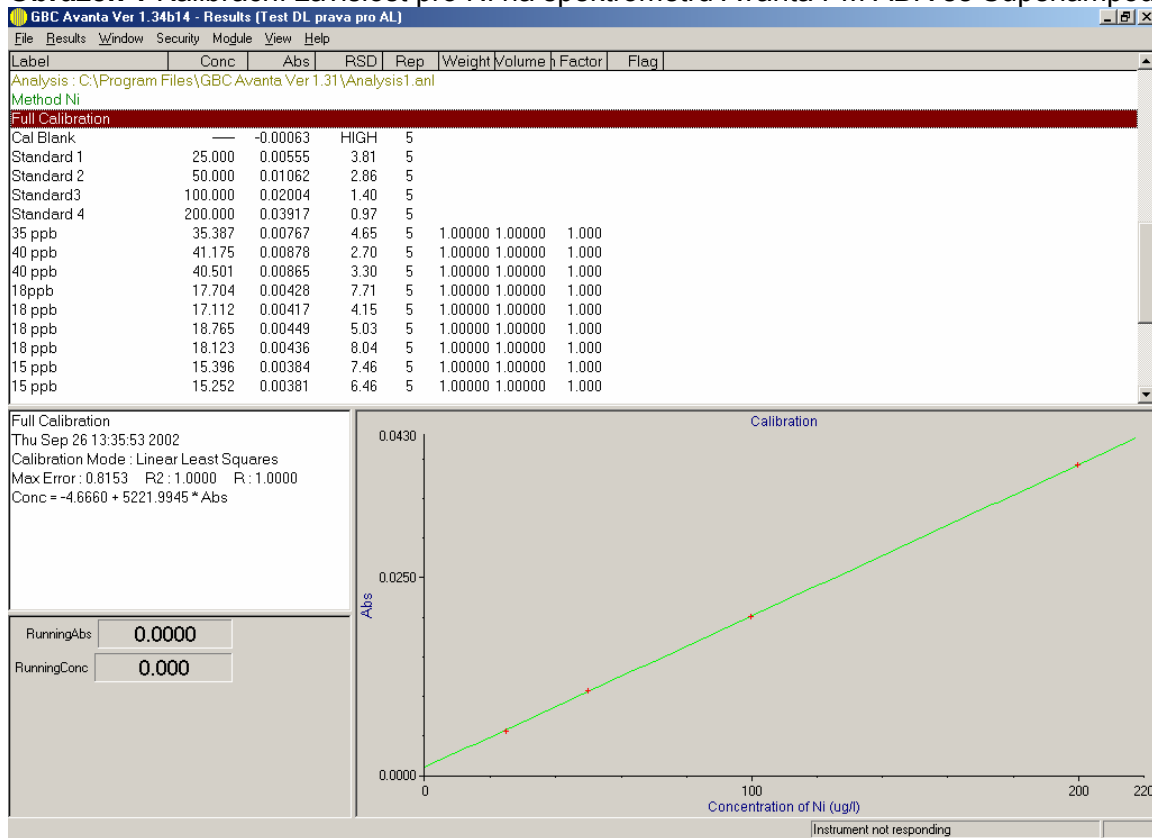 GBC Avanta Ver 1.34b14 - Results (Test DL prava pro AL)
File Results Window Security Module View Help
Label Conc Abs RSD Rep Weight Volume Factor Flag
Analysis : C:\Program Files\GBC Avanta Ver 1.31\Analysis1.anl
Method Ni
Full Calibration
Cal Blank ---- -0.00063 HIGH 5
Standard 1 25.000 0.00555 3.81 5
Standard 2 50.000 0.01062 2.86 5
Standard3 100.000 0.02004 1.40 5
Standard 4 200.000 0.03917 0.97 5
35 ppb 35.387 0.00767 4.65 5 1.00000 1.00000 1.000
40 ppb 41.175 0.00878 2.70 5 1.00000 1.00000 1.000
40 ppb 40.501 0.00865 3.30 5 1.00000 1.00000 1.000
18ppb 17.704 0.00428 7.71 5 1.00000 1.00000 1.000
18 ppb 17.112 0.00417 4.15 5 1.00000 1.00000 1.000
18 ppb 18.765 0.00449 5.03 5 1.00000 1.00000 1.000
18 ppb 18.123 0.00436 8.04 5 1.00000 1.00000 1.000
15 ppb 15.396 0.00384 7.46 5 1.00000 1.00000 1.000
15 ppb 15.252 0.00381 6.46 5 1.00000 1.00000 1.000
Full Calibration
Thu Sep 26 13:35:53 2002
Calibration Mode : Linear Least Squares
Max Error : 0.8153 R2 : 1.0000 R : 1.0000
Conc = -4.6660 + 5221.9945 * Abs
RunningAbs 0.0000
RunningConc 0.000
Calibration
0.0430
0.0250
Abs
0.0000
0 100 200 220
Concentration of Ni (ug/l)
Instrument not responding